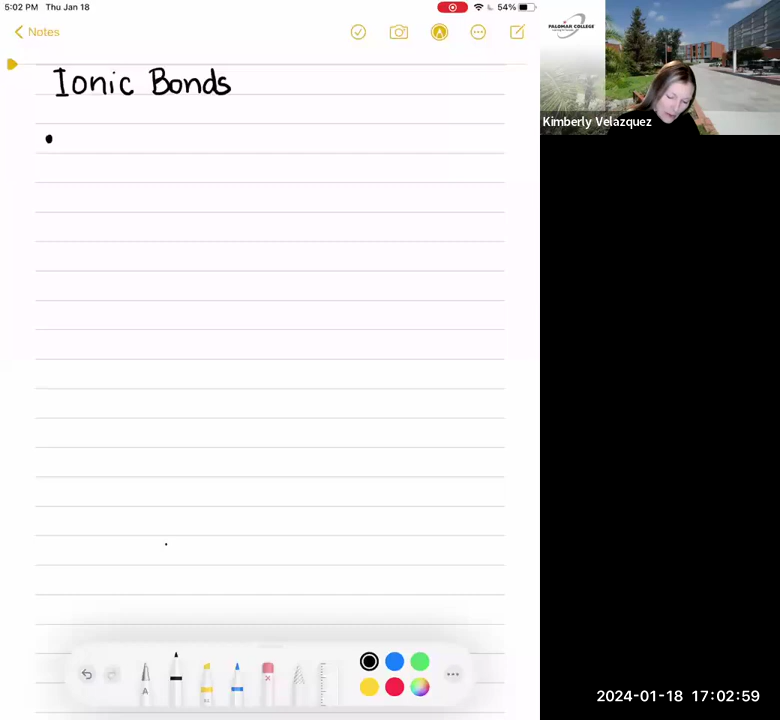 5:02 PM Thu Jan 18
54%
Notes
Ionic Bonds
•
A
PALOMAR COLLEGE
Kimberly Velazquez
2024-01-18 17:02:59